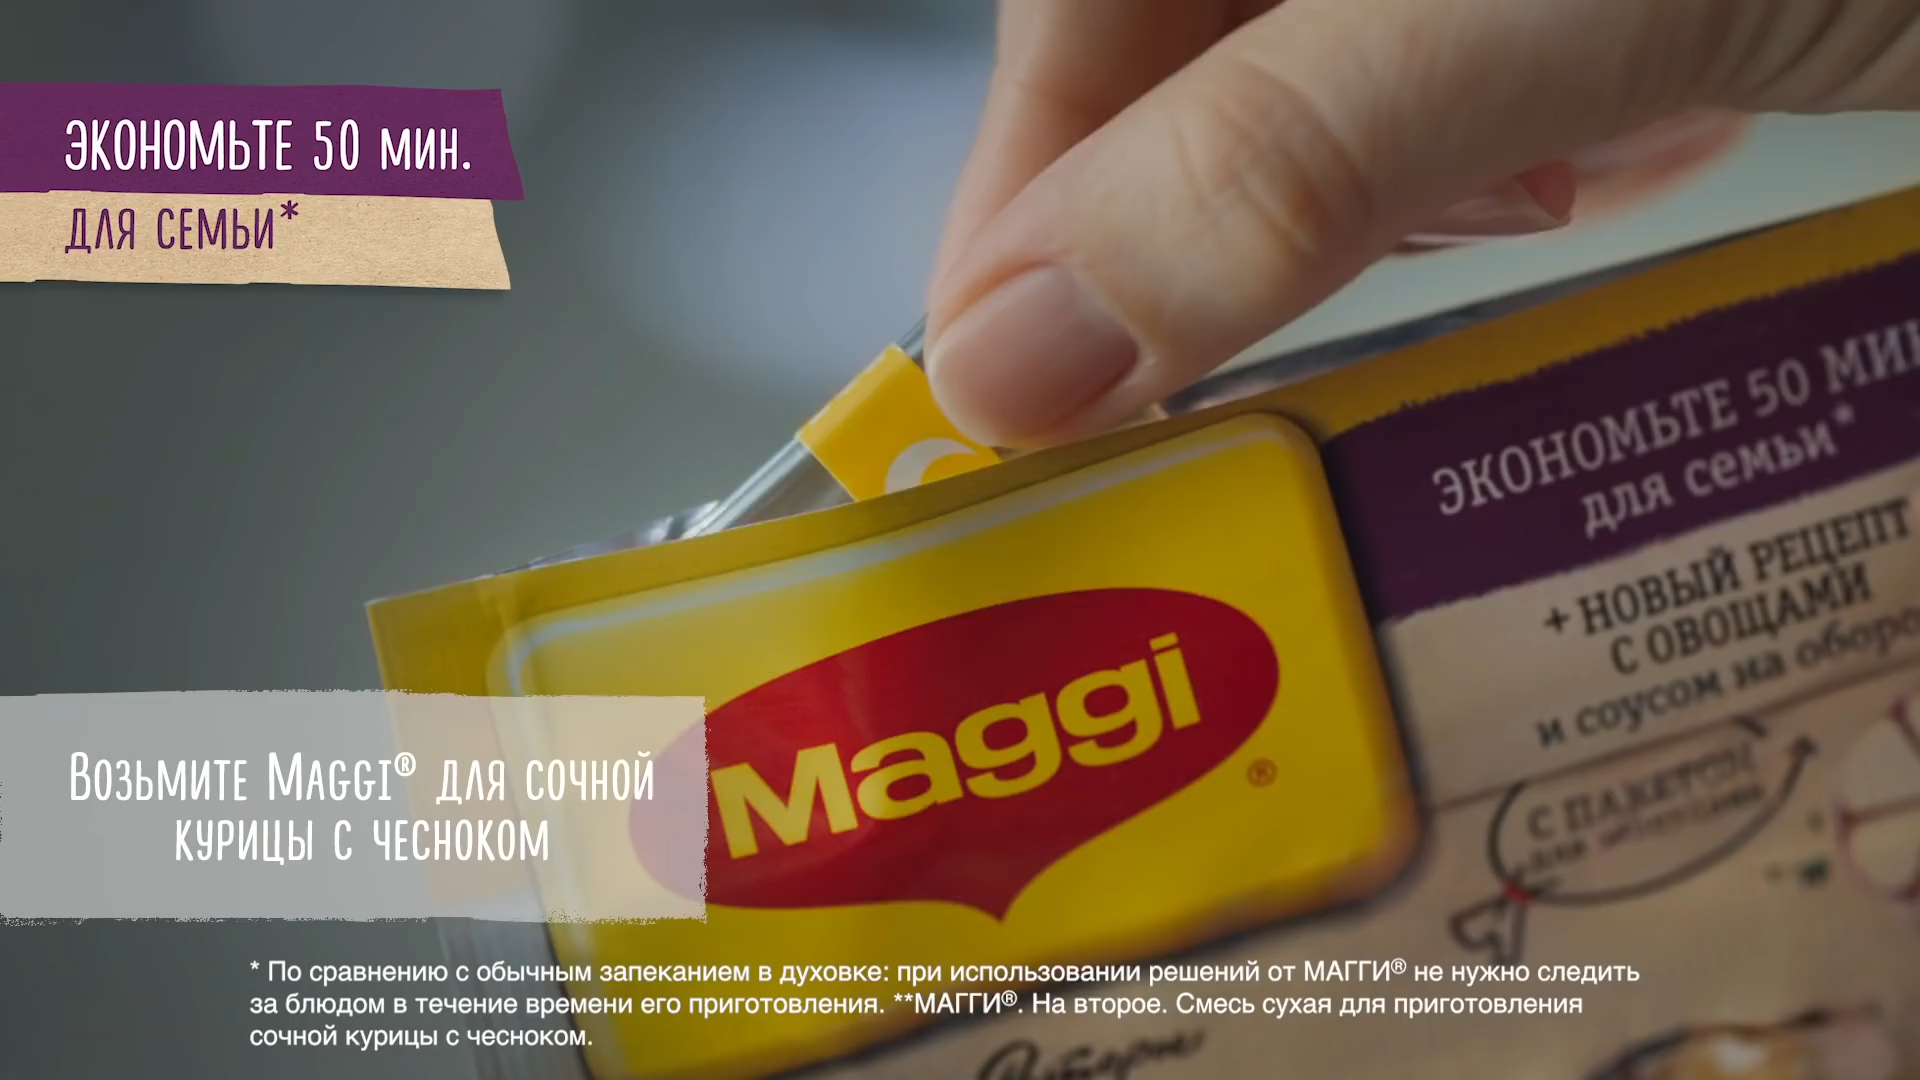 ЭКОНОМЬТЕ 50 мин.
для семьи*
ЭКОНОМЬТЕ 50 МИН
для семьи*
+ НОВЫЙ РЕЦЕПТ
С ОВОЩАМИ
и соусом на оборо
С ПАКЕТОМ
Maggi
®
Возьмите Maggi® для сочной
курицы с чесноком
* По сравнению с обычным запеканием в духовке: при использовании решений от МАГГИ® не нужно следить
за блюдом в течение времени его приготовления. **МАГГИ®. На второе. Смесь сухая для приготовления
сочной курицы с чесноком.